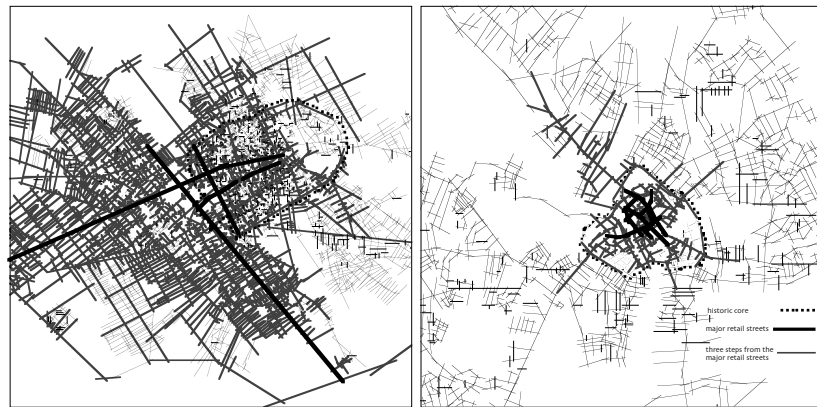 historic core
major retail streets
three steps from the
major retail streets